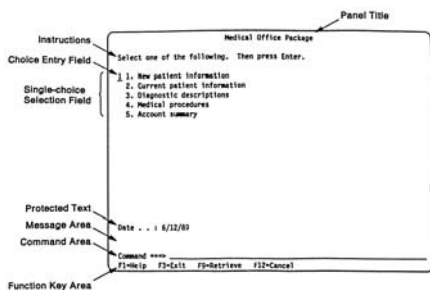 Panel Title
Medical Office Package
Instructions
Select one of the following. Then press Enter.
Choice Entry Field
1. New patient information
2. Current patient information
Single-choice
Selection Field
3. Diagnostic descriptions
4. Medical procedures
5. Account summary
Protected Text
Date . . : 6/12/89
Message Area
Command Area
Command ===>
F1=Help F3=Exit F9=Retrieve F12=Cancel
Function Key Area